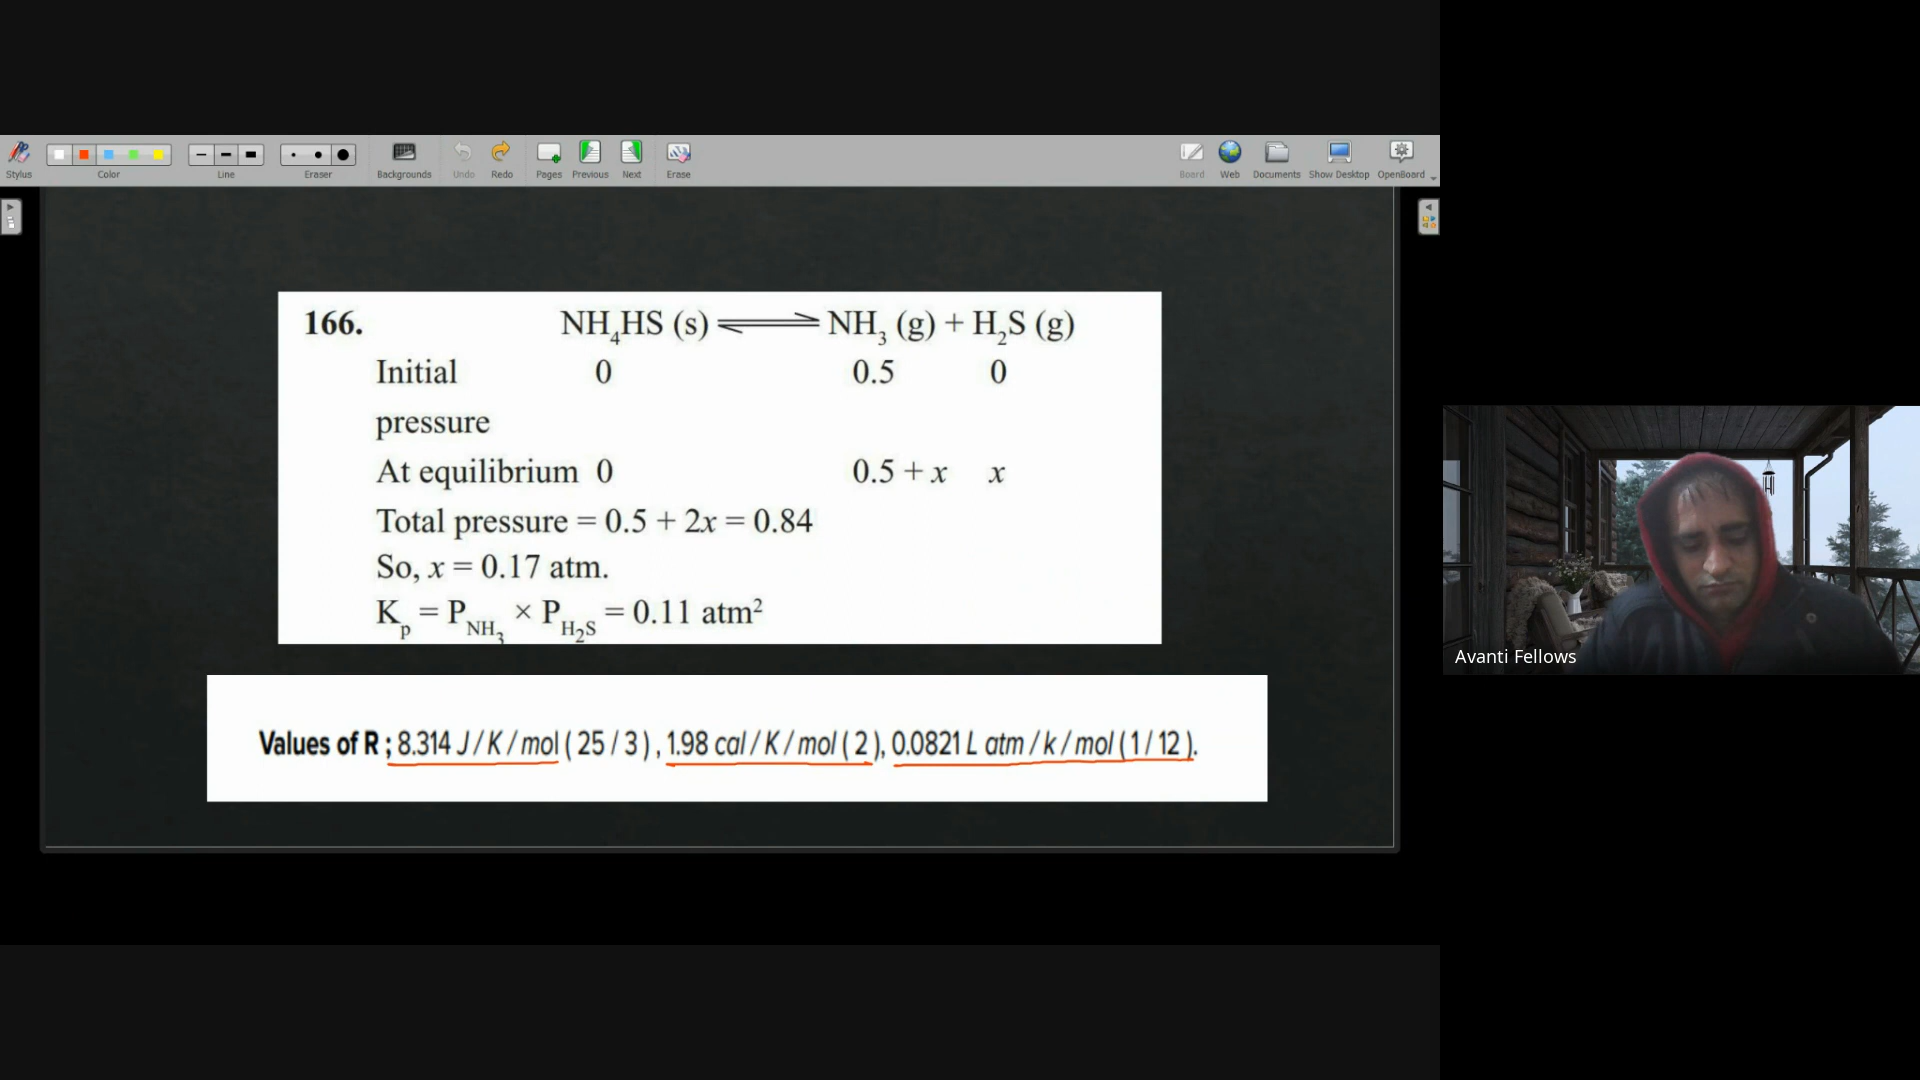 Stylus Color Line Eraser Backgrounds Undo Redo Pages Previous Next Erase Board Web Documents Show Desktop OpenBoard
166. NH₄HS (s) ⇌ NH₃ (g) + H₂S (g)
Initial 0 0.5 0
pressure
At equilibrium 0 0.5 + x x
Total pressure = 0.5 + 2x = 0.84
So, x = 0.17 atm.
Kₚ = P_NH₃ × P_H₂S = 0.11 atm²
Values of R ; 8.314 J / K / mol ( 25 / 3 ) , 1.98 cal / K / mol ( 2 ), 0.0821 L atm / k / mol ( 1 / 12 ).
Avanti Fellows